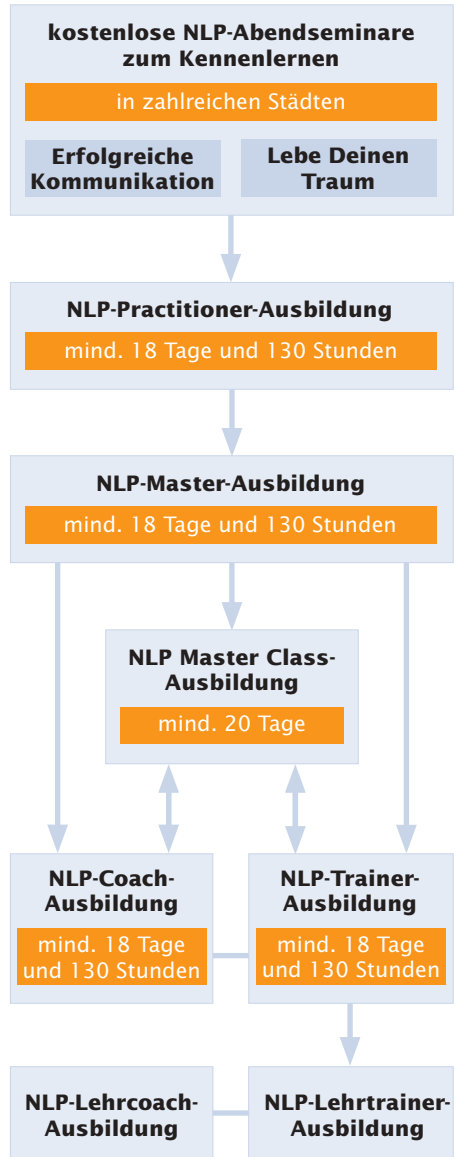 kostenlose NLP-Abendseminare
zum Kennenlernen
in zahlreichen Städten
Erfolgreiche
Kommunikation
Lebe Deinen
Traum
NLP-Practitioner-Ausbildung
mind. 18 Tage und 130 Stunden
NLP-Master-Ausbildung
mind. 18 Tage und 130 Stunden
NLP Master Class-
Ausbildung
mind. 20 Tage
NLP-Coach-
Ausbildung
mind. 18 Tage
und 130 Stunden
NLP-Trainer-
Ausbildung
mind. 18 Tage
und 130 Stunden
NLP-Lehrcoach-
Ausbildung
NLP-Lehrtrainer-
Ausbildung